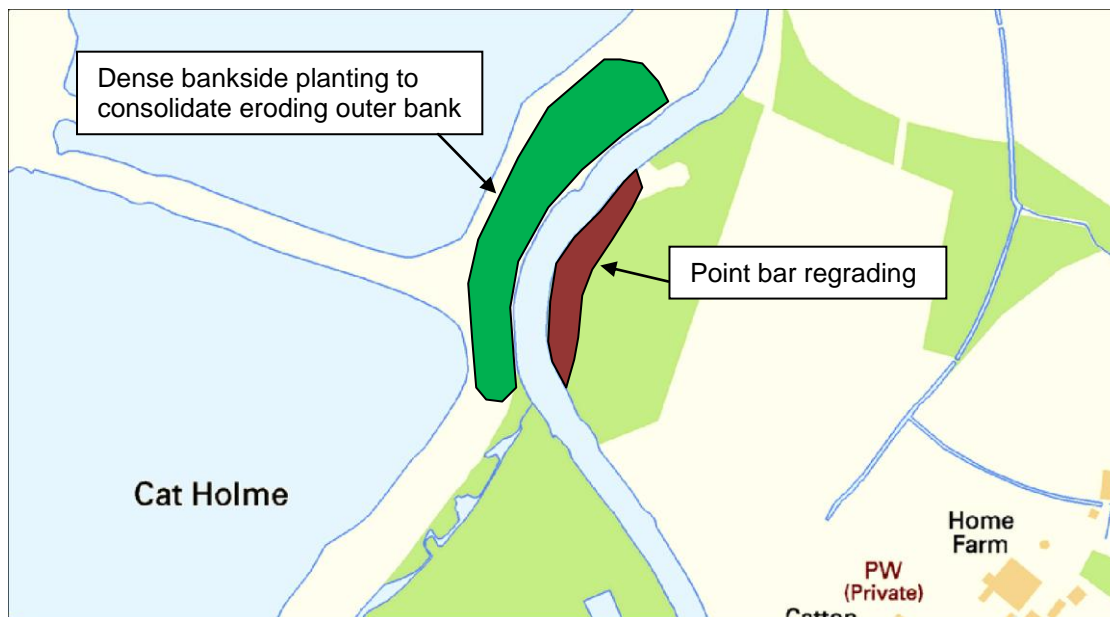 Dense bankside planting to
consolidate eroding outer bank
Point bar regrading
Cat Holme
Home
Farm
PW
(Private)